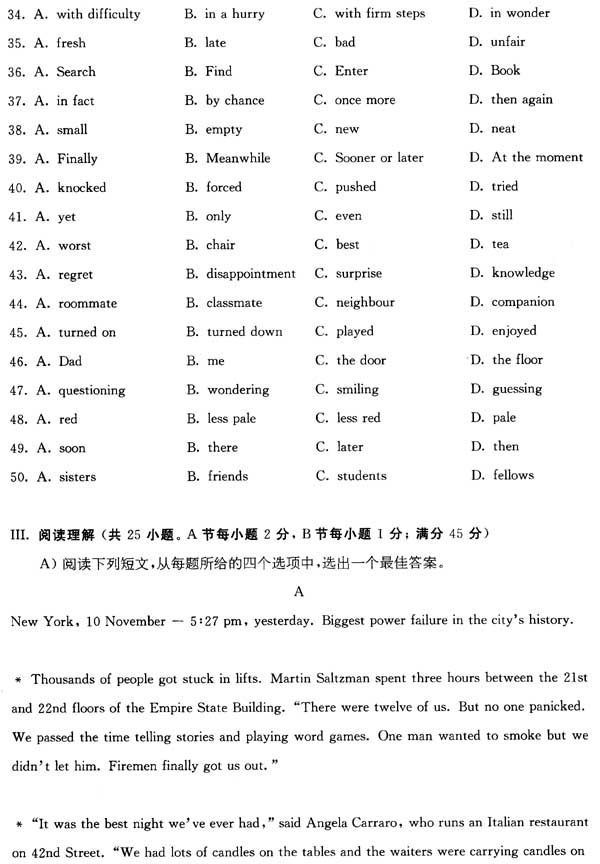 34. A. with difficulty B. in a hurry C. with firm steps D. in wonder
35. A. fresh B. late C. bad D. unfair
36. A. Search B. Find C. Enter D. Book
37. A. in fact B. by chance C. once more D. then again
38. A. small B. empty C. new D. neat
39. A. Finally B. Meanwhile C. Sooner or later D. At the moment
40. A. knocked B. forced C. pushed D. tried
41. A. yet B. only C. even D. still
42. A. worst B. chair C. best D. tea
43. A. regret B. disappointment C. surprise D. knowledge
44. A. roommate B. classmate C. neighbour D. companion
45. A. turned on B. turned down C. played D. enjoyed
46. A. Dad B. me C. the door D. the floor
47. A. questioning B. wondering C. smiling D. guessing
48. A. red B. less pale C. less red D. pale
49. A. soon B. there C. later D. then
50. A. sisters B. friends C. students D. fellows
III. 阅读理解(共 25 小题。A 节每小题 2 分,B 节每小题 1 分;满分 45 分)
A) 阅读下列短文,从每题所给的四个选项中,选出一个最佳答案。
A
New York, 10 November — 5:27 pm, yesterday. Biggest power failure in the city's history.
* Thousands of people got stuck in lifts. Martin Saltzman spent three hours between the 21st
and 22nd floors of the Empire State Building. "There were twelve of us. But no one panicked.
We passed the time telling stories and playing word games. One man wanted to smoke but we
didn't let him. Firemen finally got us out."
* "It was the best night we've ever had," said Angela Carraro, who runs an Italian restaurant
on 42nd Street. "We had lots of candles on the tables and the waiters were carrying candles on